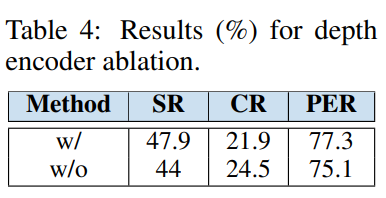 Table 4: Results (%) for depth
encoder ablation.
Method SR CR PER
w/ 47.9 21.9 77.3
w/o 44 24.5 75.1